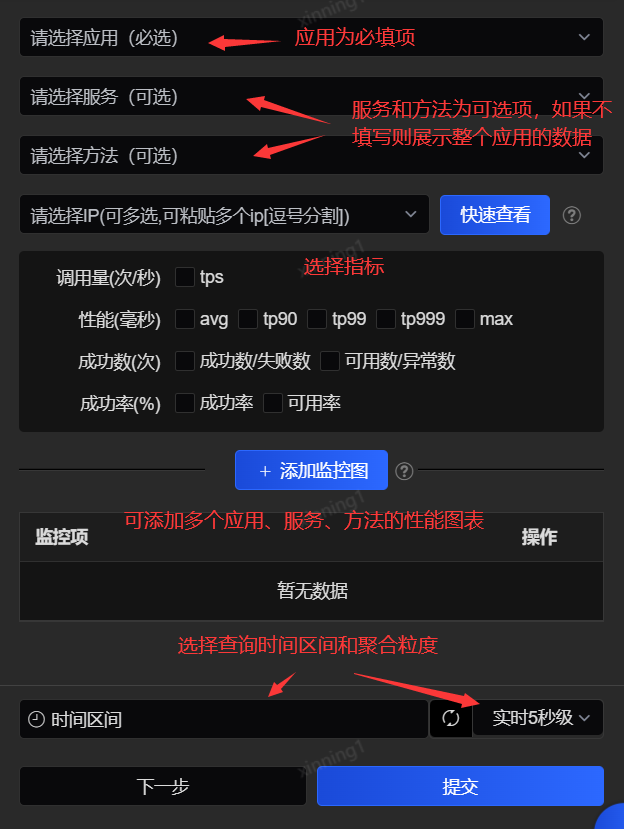 xinning1
请选择应用（必选）
应用为必填项
请选择服务（可选）
服务和方法为可选项，如果不
填写则展示整个应用的数据
请选择方法（可选）
请选择IP(可多选,可粘贴多个ip[逗号分割])
快速查看
?
xinning1
选择指标
调用量(次/秒) tps
性能(毫秒) avg tp90 tp99 tp999 max
成功数(次) 成功数/失败数 可用数/异常数
成功率(%) 成功率 可用率
+ 添加监控图
?
xinning1
可添加多个应用、服务、方法的性能图表
监控项 操作
暂无数据
选择查询时间区间和聚合粒度
时间区间
实时5秒级
xinning1
下一步
提交